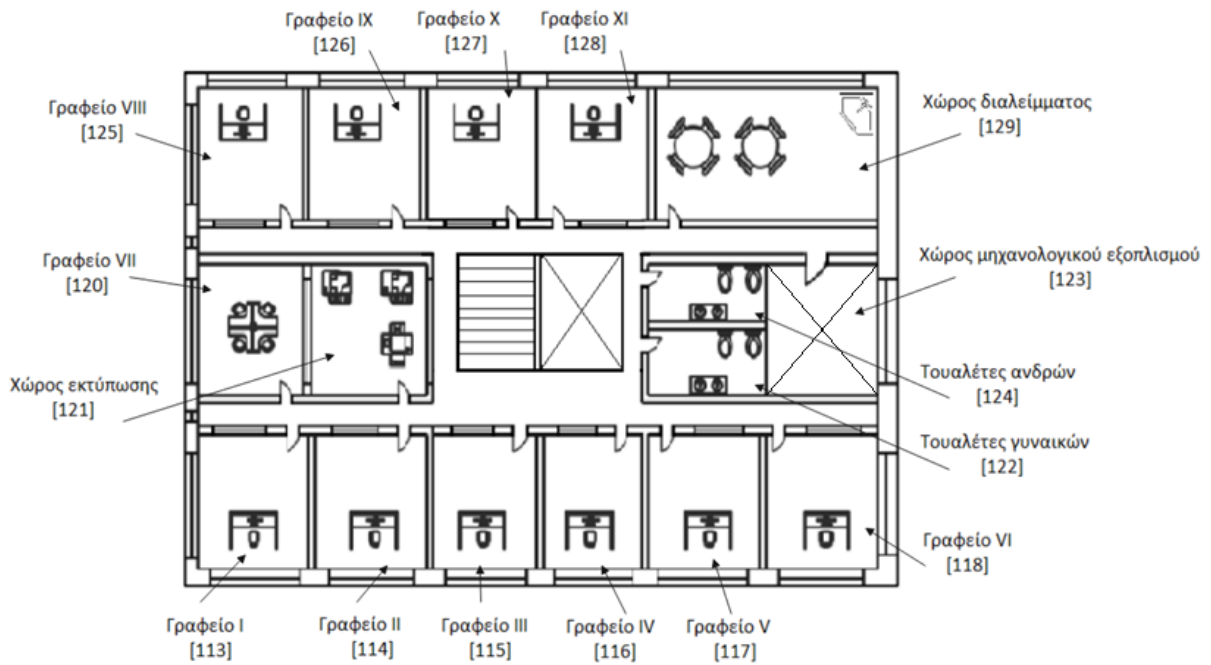 Γραφείο IX
[126]
Γραφείο X
[127]
Γραφείο XI
[128]
Γραφείο VIII
[125]
Χώρος διαλείμματος
[129]
Γραφείο VII
[120]
Χώρος μηχανολογικού εξοπλισμού
[123]
Χώρος εκτύπωσης
[121]
Τουαλέτες ανδρών
[124]
Τουαλέτες γυναικών
[122]
Γραφείο VI
[118]
Γραφείο I
[113]
Γραφείο II
[114]
Γραφείο III
[115]
Γραφείο IV
[116]
Γραφείο V
[117]